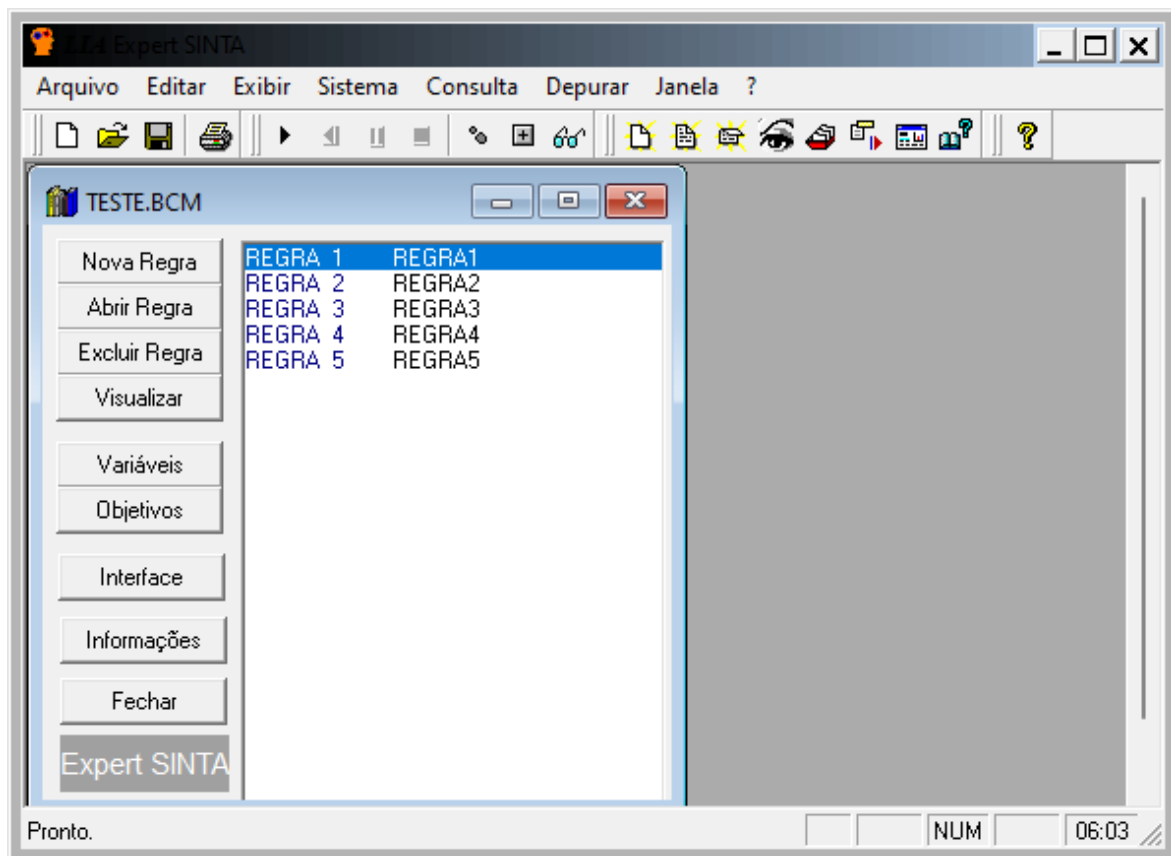 LIA Expert SINTA
Arquivo Editar Exibir Sistema Consulta Depurar Janela ?
TESTE.BCM
Nova Regra
Abrir Regra
Excluir Regra
Visualizar
Variáveis
Objetivos
Interface
Informações
Fechar
Expert SINTA
REGRA 1 REGRA1
REGRA 2 REGRA2
REGRA 3 REGRA3
REGRA 4 REGRA4
REGRA 5 REGRA5
Pronto.
NUM
06:03